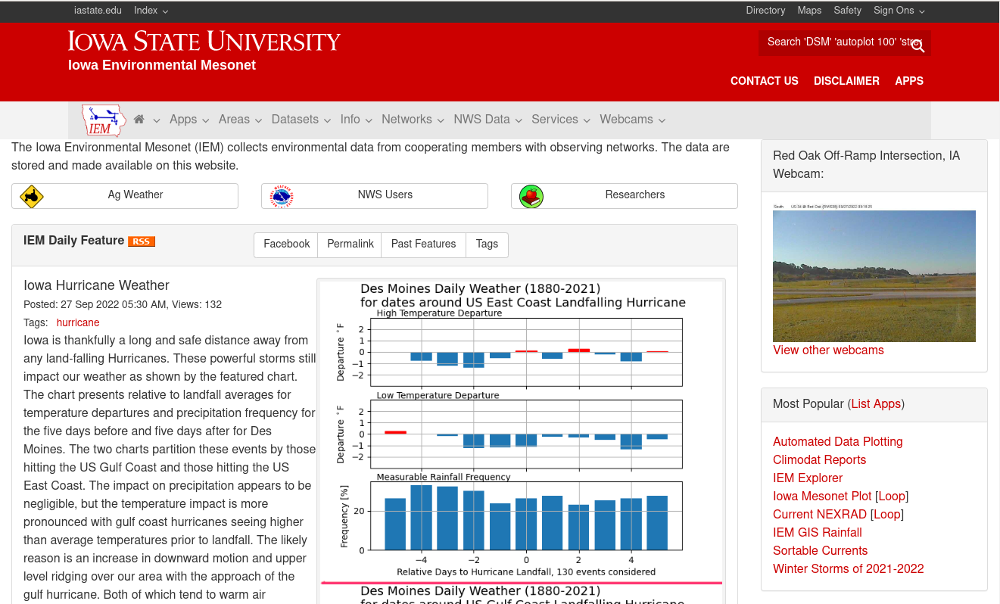 iastate.edu Index
Directory Maps Safety Sign Ons
IOWA STATE UNIVERSITY
Iowa Environmental Mesonet
Search 'DSM' 'autoplot 100' 'stre
CONTACT US DISCLAIMER APPS
IEM Apps Areas Datasets Info Networks NWS Data Services Webcams
The Iowa Environmental Mesonet (IEM) collects environmental data from cooperating members with observing networks. The data are
stored and made available on this website.
Ag Weather NWS Users Researchers
IEM Daily Feature RSS
Facebook Permalink Past Features Tags
Iowa Hurricane Weather
Posted: 27 Sep 2022 05:30 AM, Views: 132
Tags: hurricane
Iowa is thankfully a long and safe distance away from
any land-falling Hurricanes. These powerful storms still
impact our weather as shown by the featured chart.
The chart presents relative to landfall averages for
temperature departures and precipitation frequency for
the five days before and five days after for Des
Moines. The two charts partition these events by those
hitting the US Gulf Coast and those hitting the US
East Coast. The impact on precipitation appears to be
negligible, but the temperature impact is more
pronounced with gulf coast hurricanes seeing higher
than average temperatures prior to landfall. The likely
reason is an increase in downward motion and upper
level ridging over our area with the approach of the
gulf hurricane. Both of which tend to warm air
Des Moines Daily Weather (1880-2021)
for dates around US East Coast Landfalling Hurricane
High Temperature Departure
Departure °F
2
1
0
−1
−2
Low Temperature Departure
Departure °F
2
1
0
−1
−2
Measurable Rainfall Frequency
Frequency [%]
20
0
−4 −2 0 2 4
Relative Days to Hurricane Landfall, 130 events considered
Des Moines Daily Weather (1880-2021)
for dates around US Gulf Coast Landfalling Hurricane
Red Oak Off-Ramp Intersection, IA
Webcam:
View other webcams
Most Popular (List Apps)
Automated Data Plotting
Climodat Reports
IEM Explorer
Iowa Mesonet Plot [Loop]
Current NEXRAD [Loop]
IEM GIS Rainfall
Sortable Currents
Winter Storms of 2021-2022